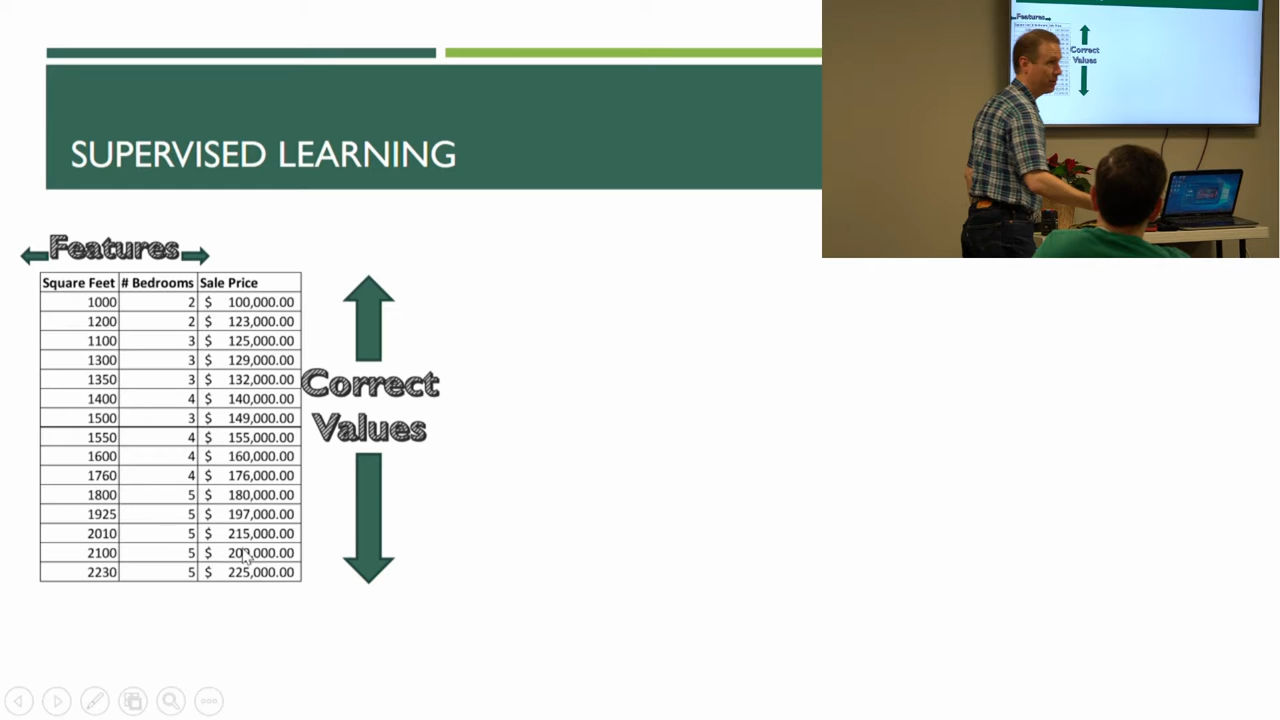 SUPERVISED LEARNING
Features
Square Feet # Bedrooms Sale Price
1000 2 $ 100,000.00
1200 2 $ 123,000.00
1100 3 $ 125,000.00
1300 3 $ 129,000.00
1350 3 $ 132,000.00
1400 4 $ 140,000.00
1500 3 $ 149,000.00
1550 4 $ 155,000.00
1600 4 $ 160,000.00
1760 4 $ 176,000.00
1800 5 $ 180,000.00
1925 5 $ 197,000.00
2010 5 $ 215,000.00
2100 5 $
2230 5 $ 225,000.00
Correct
Values
Features
Correct
Values